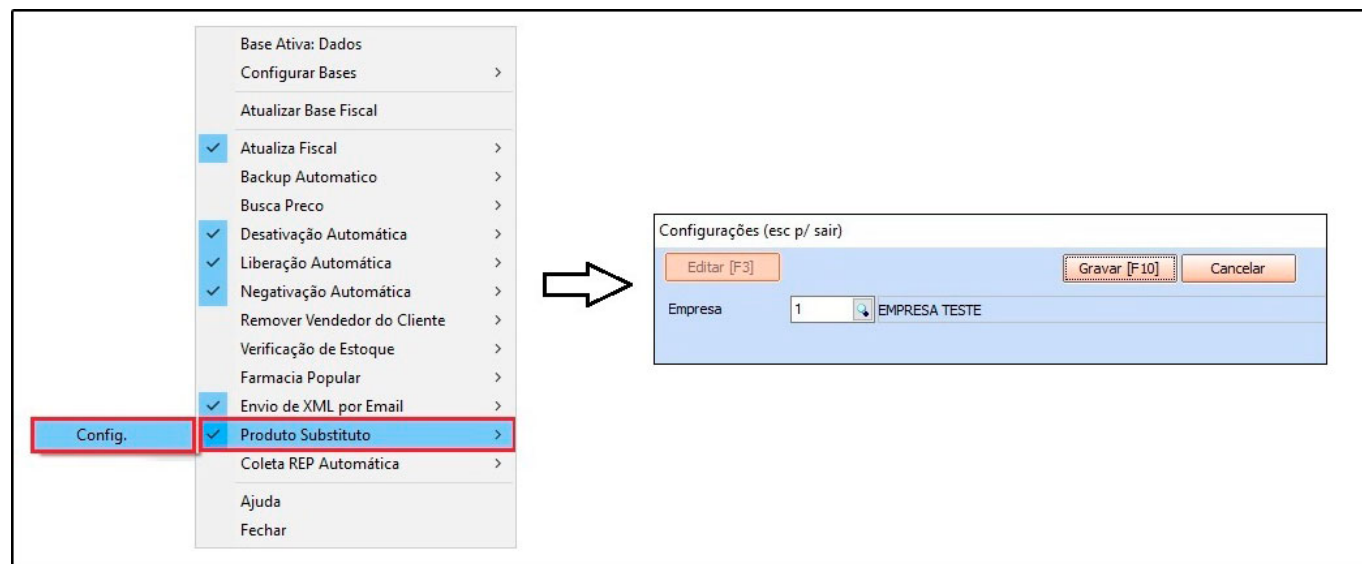 Base Ativa: Dados
Configurar Bases
Atualizar Base Fiscal
Atualiza Fiscal
Backup Automatico
Busca Preco
Desativação Automática
Liberação Automática
Negativação Automática
Remover Vendedor do Cliente
Verificação de Estoque
Farmacia Popular
Envio de XML por Email
Config.
Produto Substituto
Coleta REP Automática
Ajuda
Fechar
Configurações (esc p/ sair)
Editar [F3] Gravar [F10] Cancelar
Empresa 1 EMPRESA TESTE